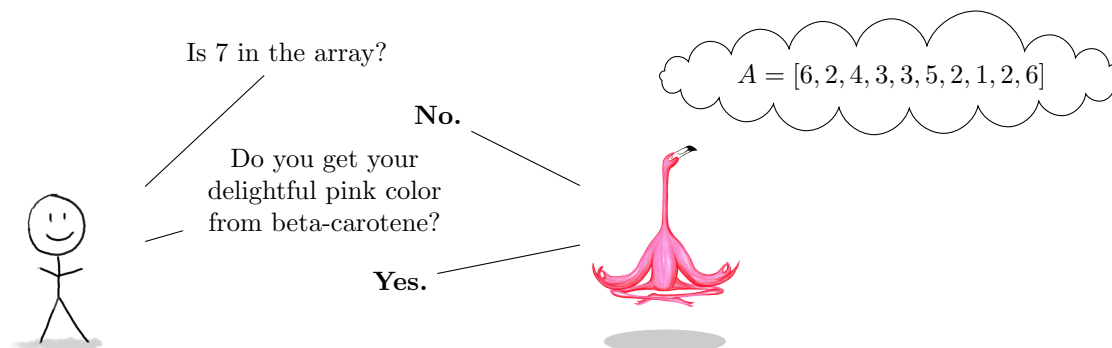 Is 7 in the array?
A = [6, 2, 4, 3, 3, 5, 2, 1, 2, 6]
No.
Do you get your
delightful pink color
from beta-carotene?
Yes.